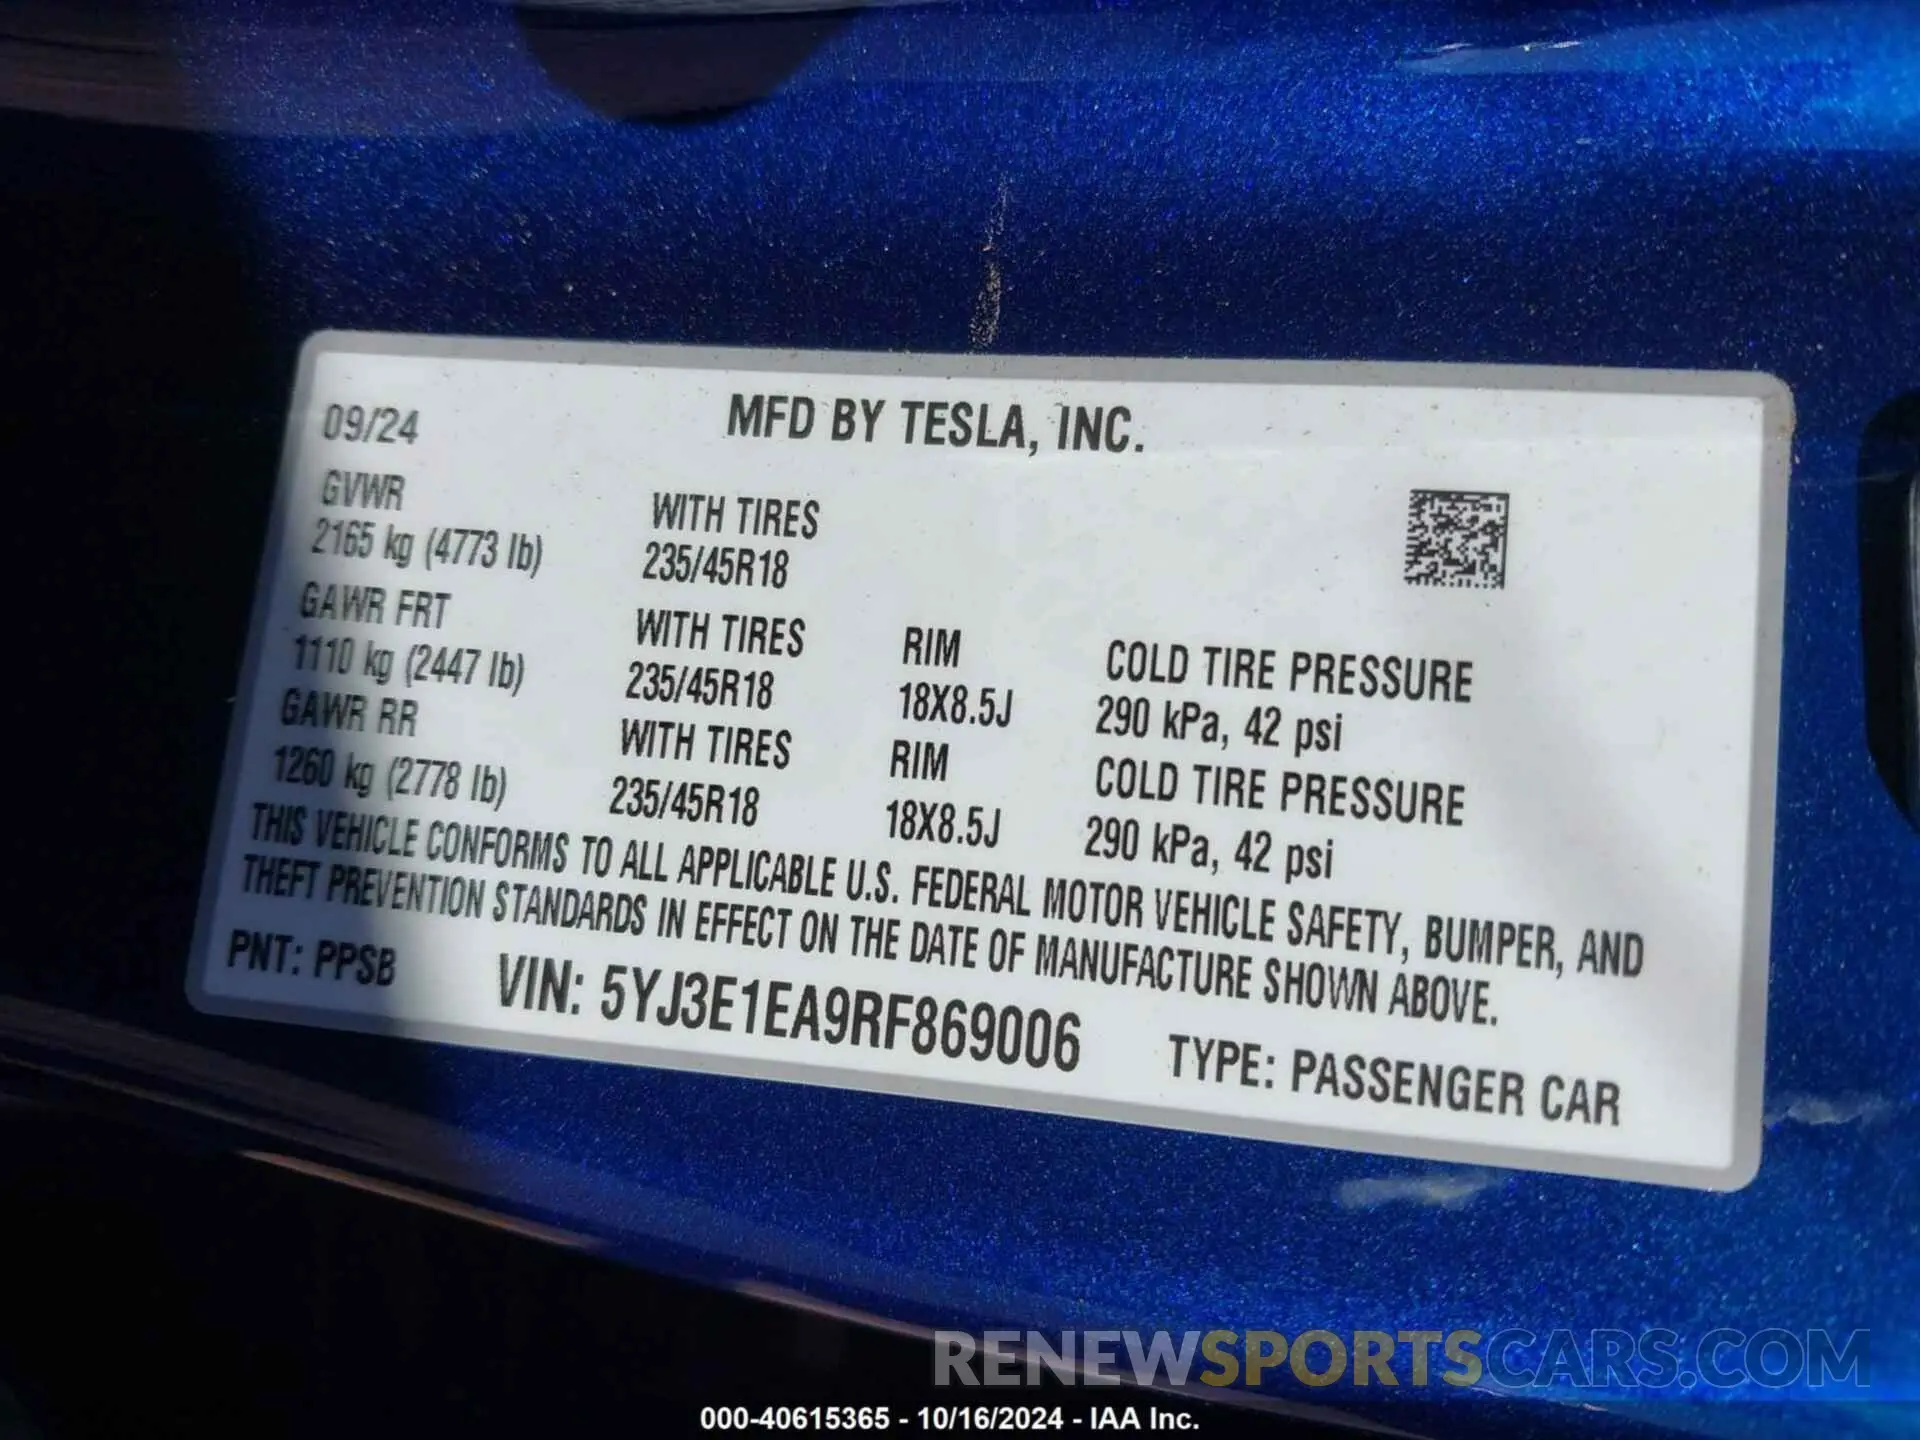 09/24 MFD BY TESLA, INC.
GVWR WITH TIRES
2165 kg (4773 lb) 235/45R18
GAWR FRT WITH TIRES RIM COLD TIRE PRESSURE
1110 kg (2447 lb) 235/45R18 18X8.5J 290 kPa, 42 psi
GAWR RR WITH TIRES RIM COLD TIRE PRESSURE
1260 kg (2778 lb) 235/45R18 18X8.5J 290 kPa, 42 psi
THIS VEHICLE CONFORMS TO ALL APPLICABLE U.S. FEDERAL MOTOR VEHICLE SAFETY, BUMPER, AND
THEFT PREVENTION STANDARDS IN EFFECT ON THE DATE OF MANUFACTURE SHOWN ABOVE.
PNT: PPSB VIN: 5YJ3E1EA9RF869006 TYPE: PASSENGER CAR
RENEWSPORTSCARS.COM
000-40615365 - 10/16/2024 - IAA Inc.